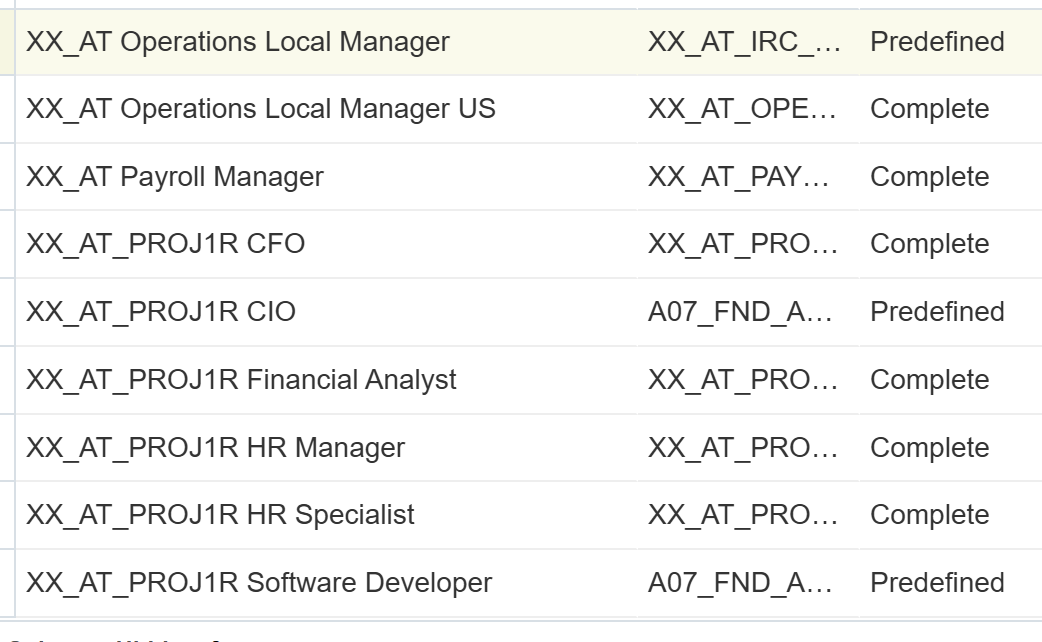 XX_AT Operations Local Manager XX_AT_IRC_... Predefined
XX_AT Operations Local Manager US XX_AT_OPE... Complete
XX_AT Payroll Manager XX_AT_PAY... Complete
XX_AT_PROJ1R CFO XX_AT_PRO... Complete
XX_AT_PROJ1R CIO A07_FND_A... Predefined
XX_AT_PROJ1R Financial Analyst XX_AT_PRO... Complete
XX_AT_PROJ1R HR Manager XX_AT_PRO... Complete
XX_AT_PROJ1R HR Specialist XX_AT_PRO... Complete
XX_AT_PROJ1R Software Developer A07_FND_A... Predefined